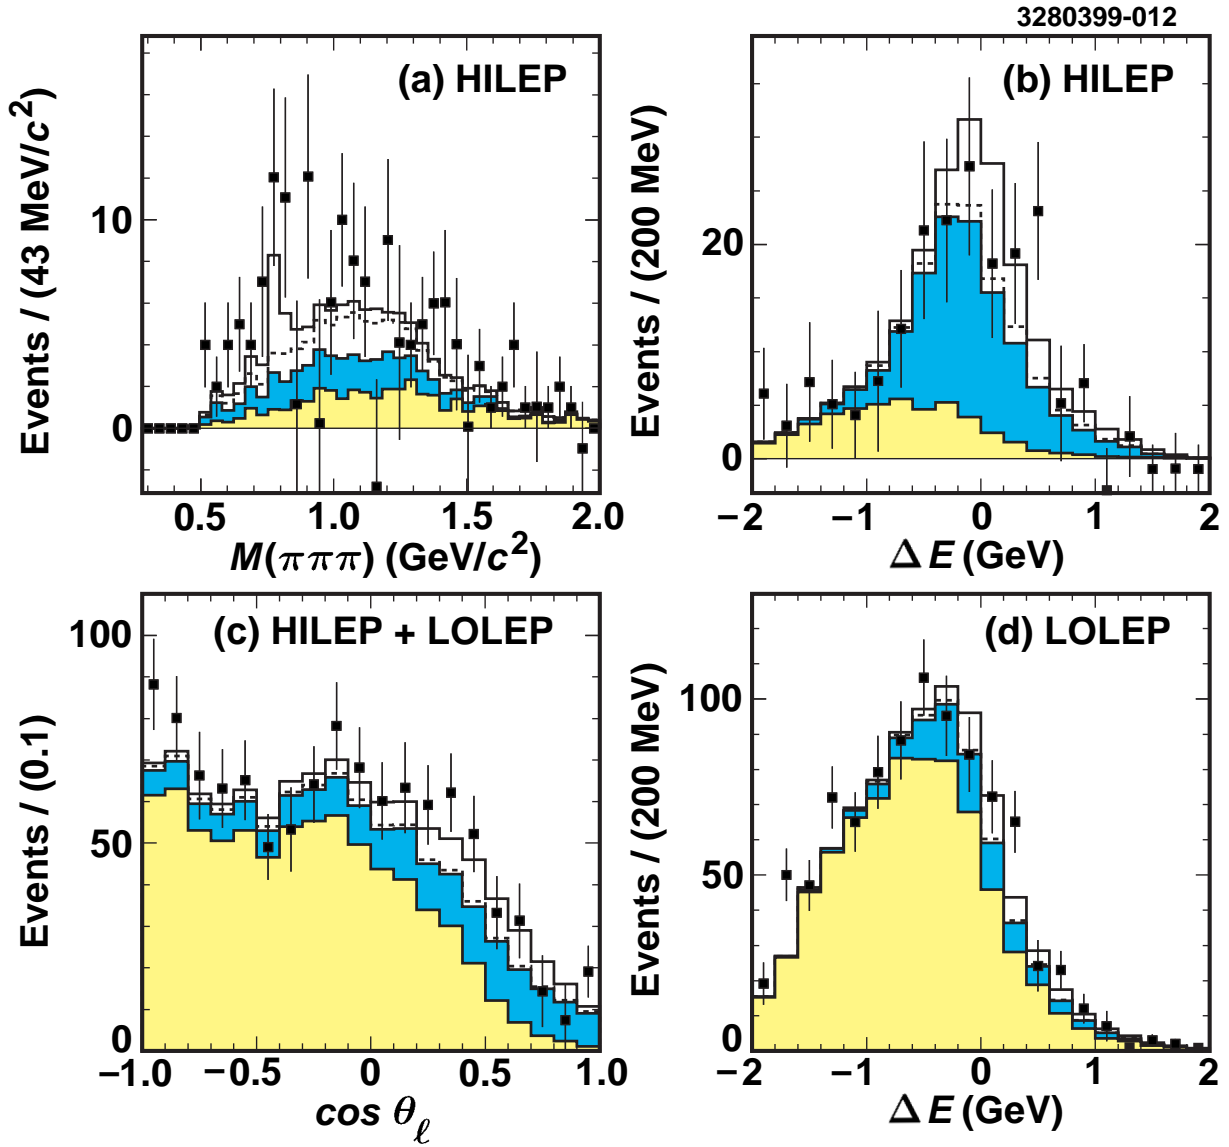 3280399-012
(a) HILEP
Events / (43 MeV/c²)
10
0
0.5 1.0 1.5 2.0
M(πππ) (GeV/c²)
(b) HILEP
Events / (200 MeV)
20
0
−2 −1 0 1 2
Δ E (GeV)
(c) HILEP + LOLEP
Events / (0.1)
100
50
0
−1.0 −0.5 0 0.5 1.0
cos θℓ
(d) LOLEP
Events / (200 MeV)
100
50
0
−2 −1 0 1 2
Δ E (GeV)